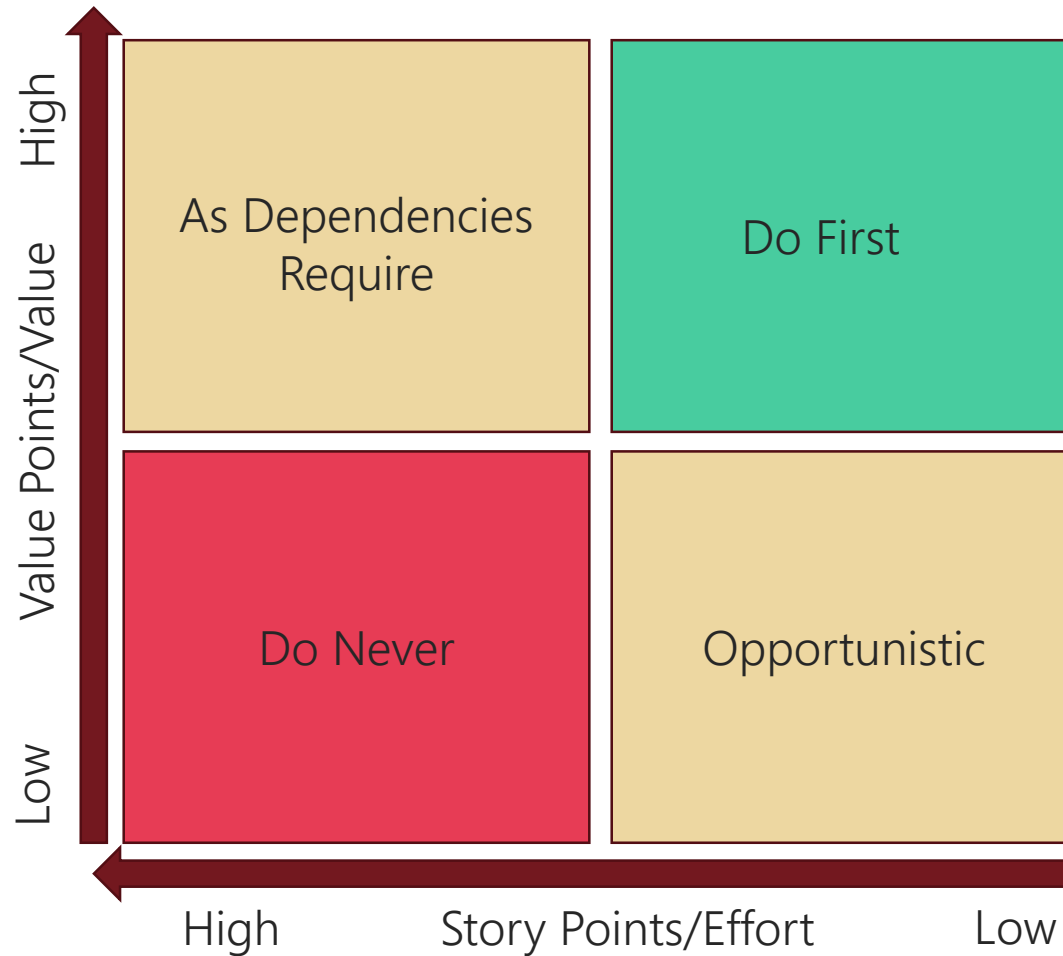 High
Value Points/Value
Low
As Dependencies
Require
Do First
Do Never
Opportunistic
High
Story Points/Effort
Low